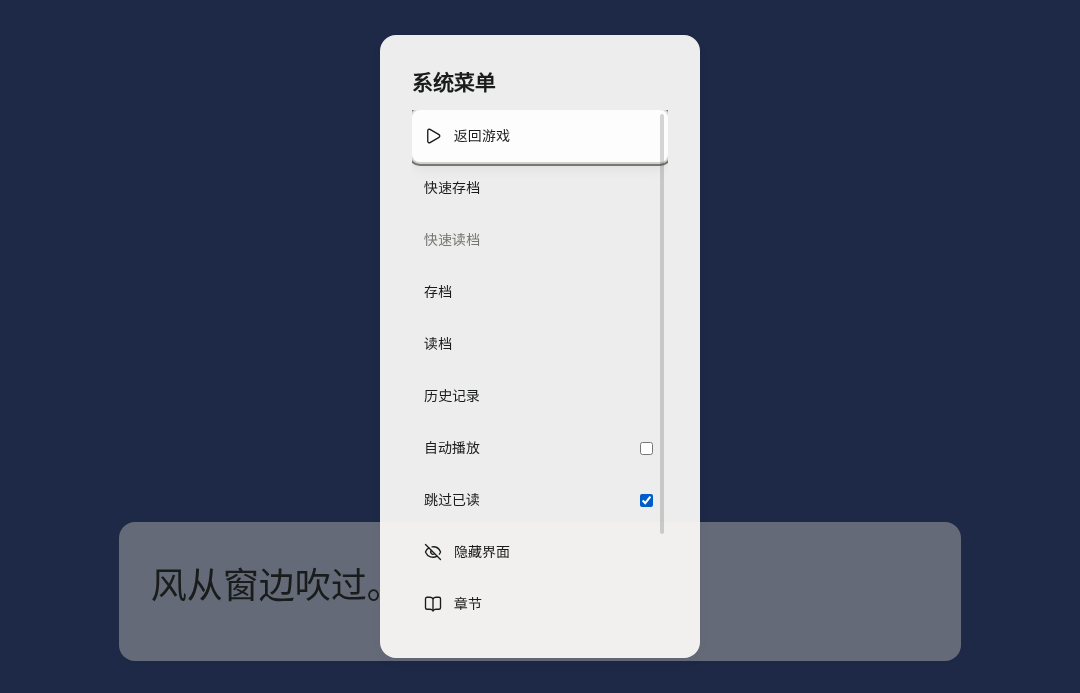 系统菜单
返回游戏
快速存档
快速读档
存档
读档
历史记录
自动播放
跳过已读
隐藏界面
章节
风从窗边吹过。